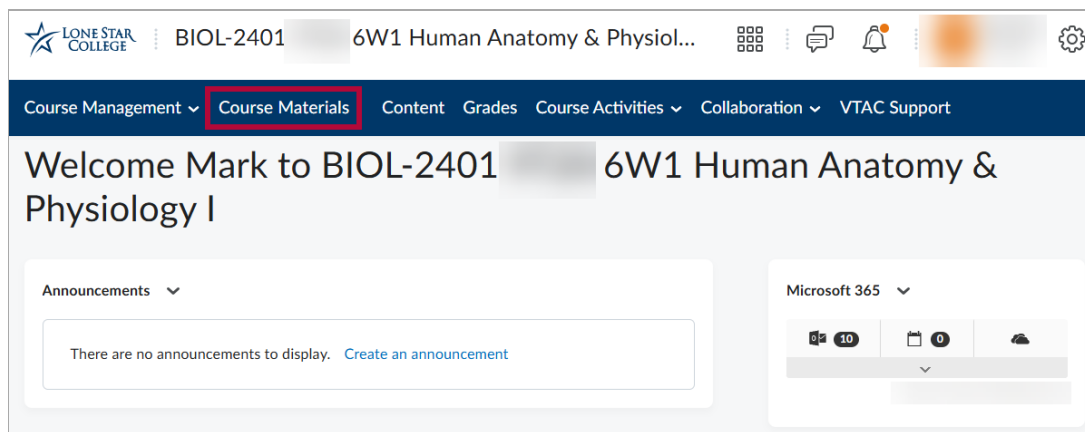 LONE STAR
COLLEGE
BIOL-2401 6W1 Human Anatomy & Physiol...
Course Management Course Materials Content Grades Course Activities Collaboration VTAC Support
Welcome Mark to BIOL-2401 6W1 Human Anatomy &
Physiology I
Announcements
There are no announcements to display. Create an announcement
Microsoft 365
10 0